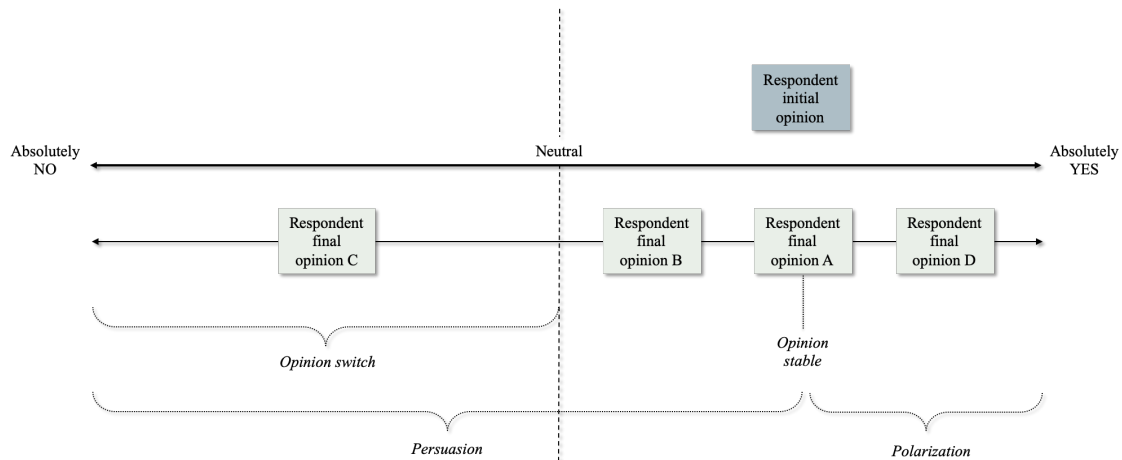 Respondent
initial
opinion
Absolutely
NO
Neutral
Absolutely
YES
Respondent
final
opinion C
Respondent
final
opinion B
Respondent
final
opinion A
Respondent
final
opinion D
Opinion switch
Opinion
stable
Persuasion
Polarization